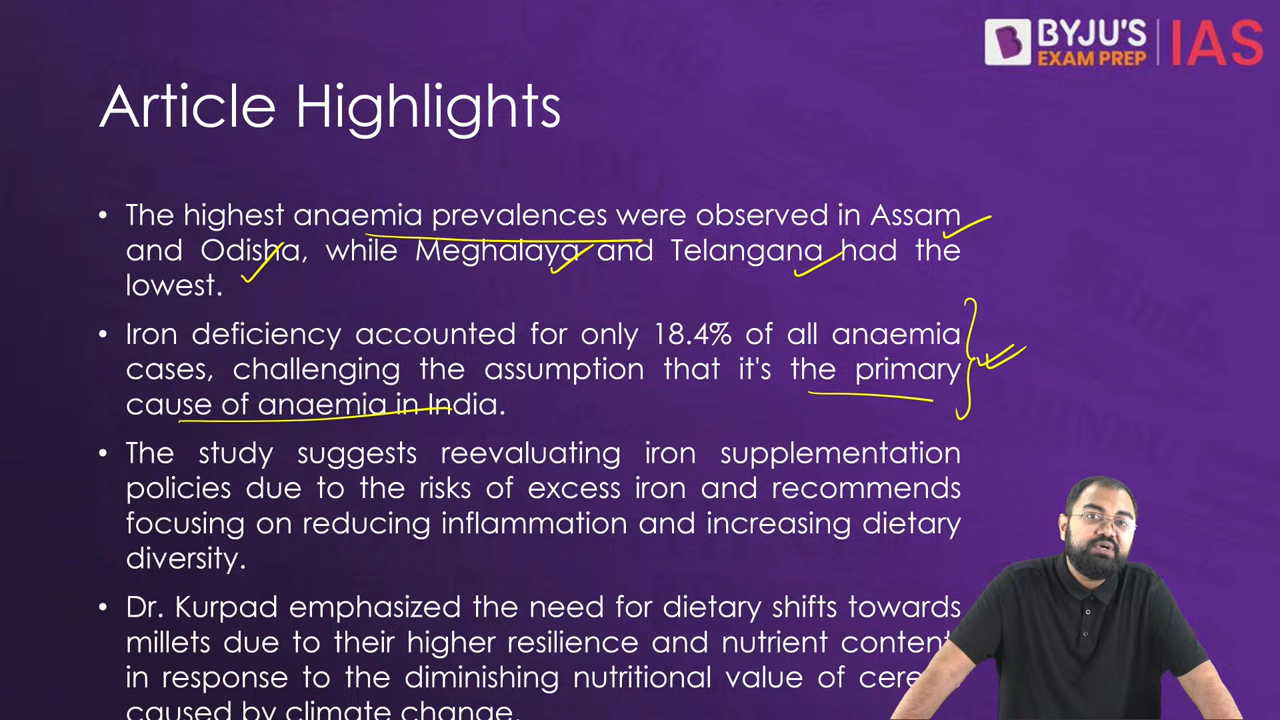 BYJU'S
EXAM PREP
IAS
Article Highlights
• The highest anaemia prevalences were observed in Assam
and Odisha, while Meghalaya and Telangana had the
lowest.
• Iron deficiency accounted for only 18.4% of all anaemia
cases, challenging the assumption that it's the primary
cause of anaemia in India.
• The study suggests reevaluating iron supplementation
policies due to the risks of excess iron and recommends
focusing on reducing inflammation and increasing dietary
diversity.
• Dr. Kurpad emphasized the need for dietary shifts towards
millets due to their higher resilience and nutrient content
in response to the diminishing nutritional value of
caused by climate change.